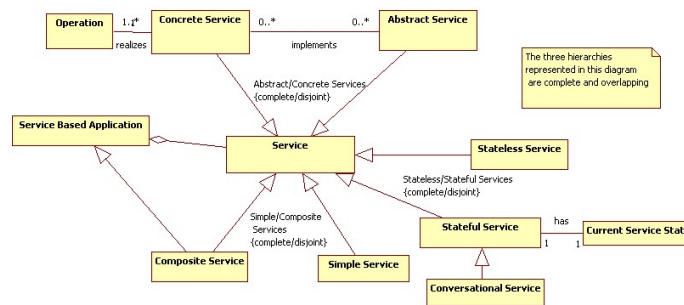 Operation
1..*
realizes
Concrete Service
0..*
implements
0..*
Abstract Service
The three hierarchies
represented in this diagram
are complete and overlapping
Abstract/Concrete Services
{complete/disjoint}
Service Based Application
Service
Stateless Service
Stateless/Stateful Services
{complete/disjoint}
Simple/Composite
Services
{complete/disjoint}
Composite Service
Simple Service
Stateful Service
has
1
1
Current Service Stat
Conversational Service